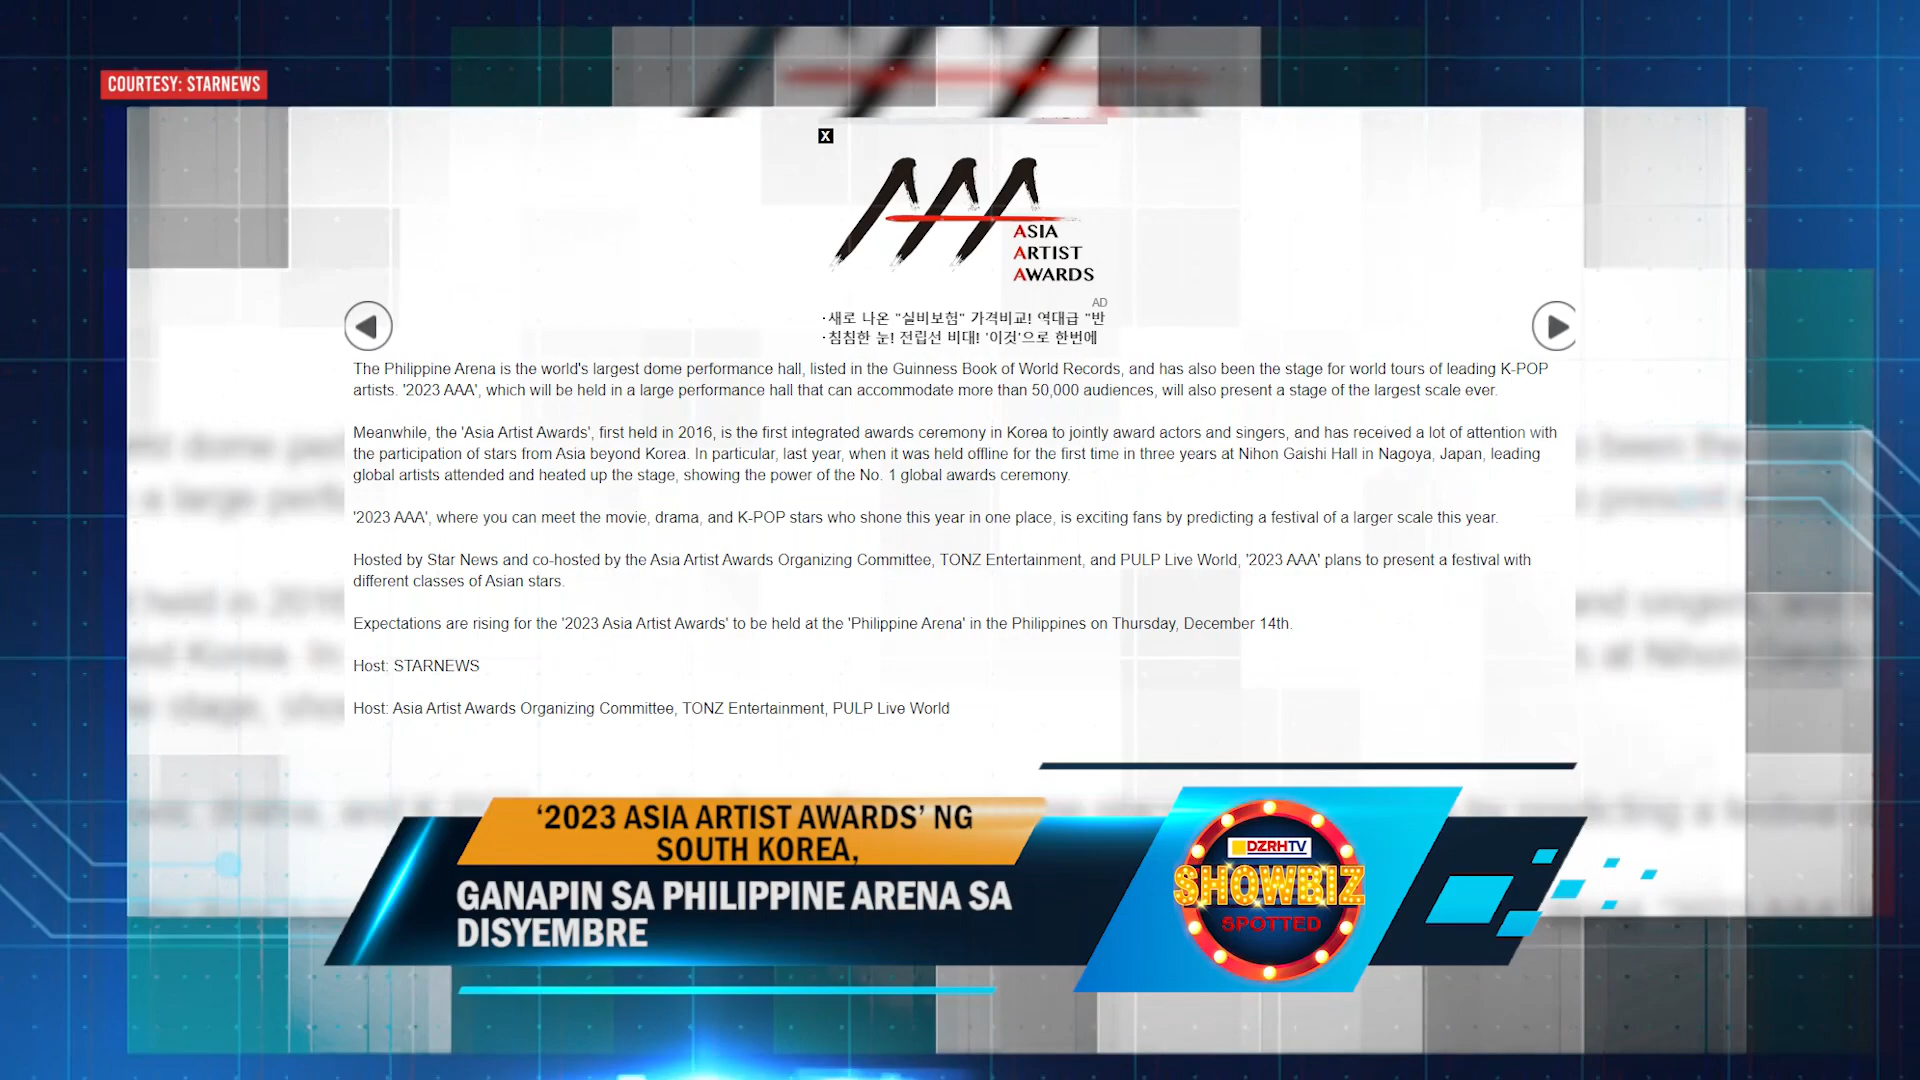 COURTESY: STARNEWS
X
ASIA
ARTIST
AWARDS
AD
·새로 나온 "실비보험" 가격비교! 역대급 "반
·침침한 눈! 전립선 비대! '이것'으로 한번에
The Philippine Arena is the world's largest dome performance hall, listed in the Guinness Book of World Records, and has also been the stage for world tours of leading K-POP
artists. '2023 AAA', which will be held in a large performance hall that can accommodate more than 50,000 audiences, will also present a stage of the largest scale ever.
Meanwhile, the 'Asia Artist Awards', first held in 2016, is the first integrated awards ceremony in Korea to jointly award actors and singers, and has received a lot of attention with
the participation of stars from Asia beyond Korea. In particular, last year, when it was held offline for the first time in three years at Nihon Gaishi Hall in Nagoya, Japan, leading
global artists attended and heated up the stage, showing the power of the No. 1 global awards ceremony.
'2023 AAA', where you can meet the movie, drama, and K-POP stars who shone this year in one place, is exciting fans by predicting a festival of a larger scale this year.
Hosted by Star News and co-hosted by the Asia Artist Awards Organizing Committee, TONZ Entertainment, and PULP Live World, '2023 AAA' plans to present a festival with
different classes of Asian stars.
Expectations are rising for the '2023 Asia Artist Awards' to be held at the 'Philippine Arena' in the Philippines on Thursday, December 14th.
Host: STARNEWS
Host: Asia Artist Awards Organizing Committee, TONZ Entertainment, PULP Live World
‘2023 ASIA ARTIST AWARDS’ NG
SOUTH KOREA,
GANAPIN SA PHILIPPINE ARENA SA
DISYEMBRE
DZRHTV
SHOWBIZ
SPOTTED